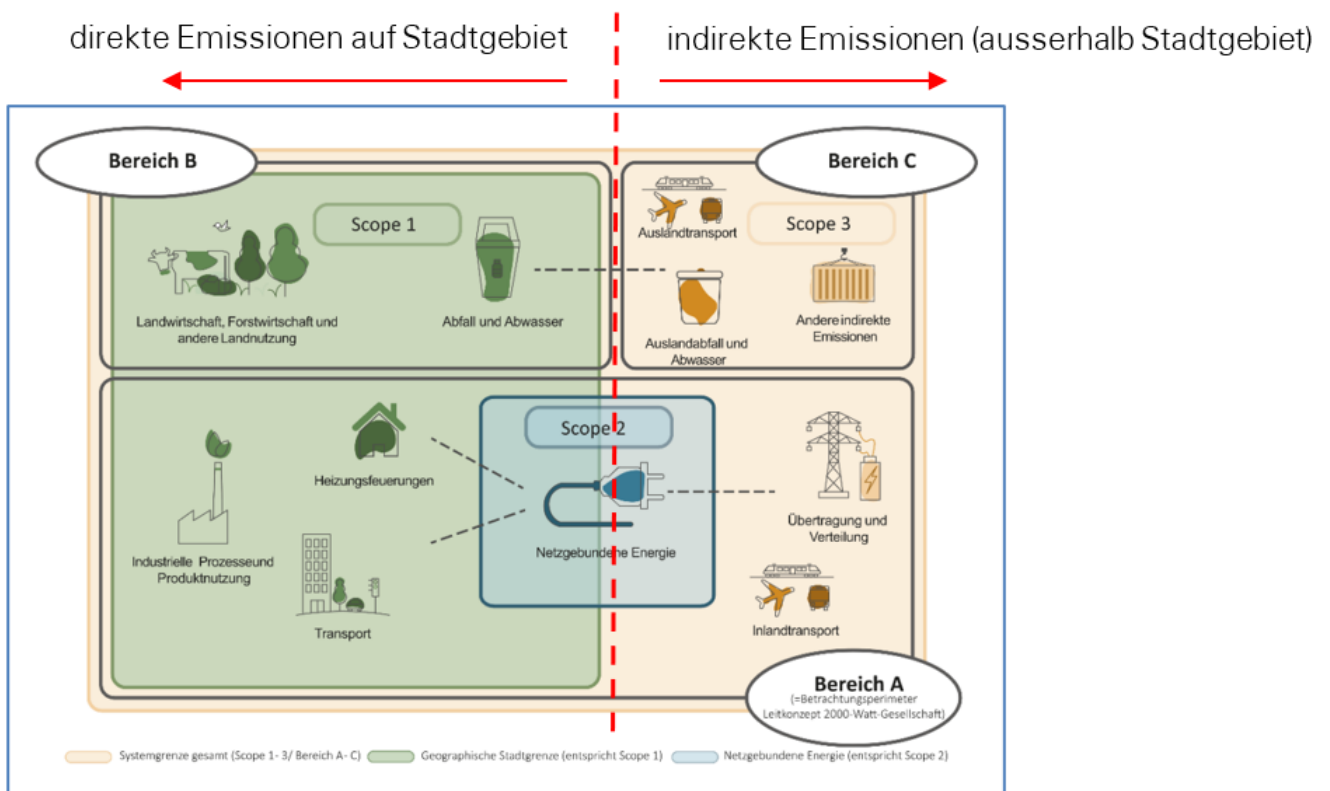 direkte Emissionen auf Stadtgebiet
indirekte Emissionen (ausserhalb Stadtgebiet)
Bereich B
Bereich C
Scope 1
Scope 3
Auslandtransport
Landwirtschaft, Forstwirtschaft und
andere Landnutzung
Abfall und Abwasser
Auslandabfall und
Abwasser
Andere indirekte
Emissionen
Scope 2
Heizungsfeuerungen
Industrielle Prozesseund
Produktnutzung
Transport
Netzgebundene Energie
Übertragung und
Verteilung
Inlandtransport
Bereich A
(=Betrachtungsperimeter
Leitkonzept 2000-Watt-Gesellschaft)
Systemgrenze gesamt (Scope 1- 3/ Bereich A- C)
Geographische Stadtgrenze (entspricht Scope 1)
Netzgebundene Energie (entspricht Scope 2)